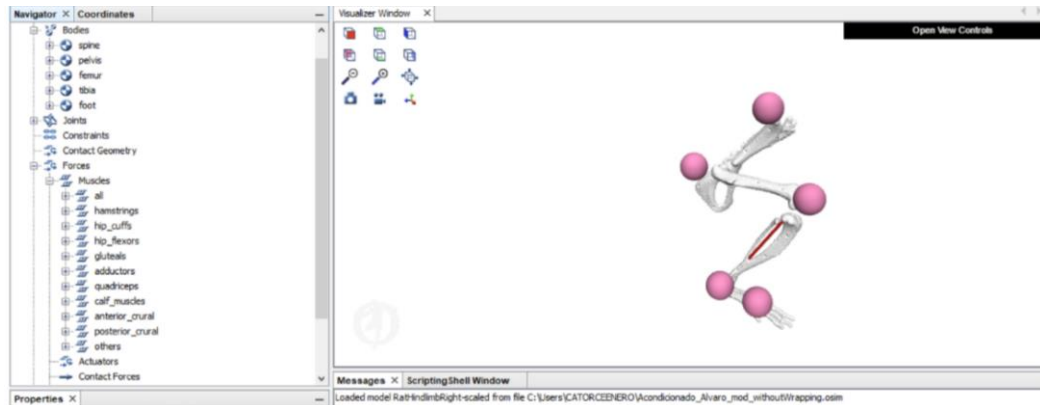 Navigator × Coordinates
Bodies
spine
pelvis
femur
tibia
foot
Joints
Constraints
Contact Geometry
Forces
Muscles
all
hamstrings
hip_cuffs
hip_flexors
gluteals
adductors
quadriceps
calf_muscles
anterior_crural
posterior_crural
others
Actuators
Contact Forces
Properties ×
Visualizer Window ×
Open View Controls
Messages × ScriptingShell Window
Loaded model RatHindlimbRight-scaled from file C:\Users\CATORCEENERO\Acondicionado_Alvaro_mod_withoutWrapping.osim